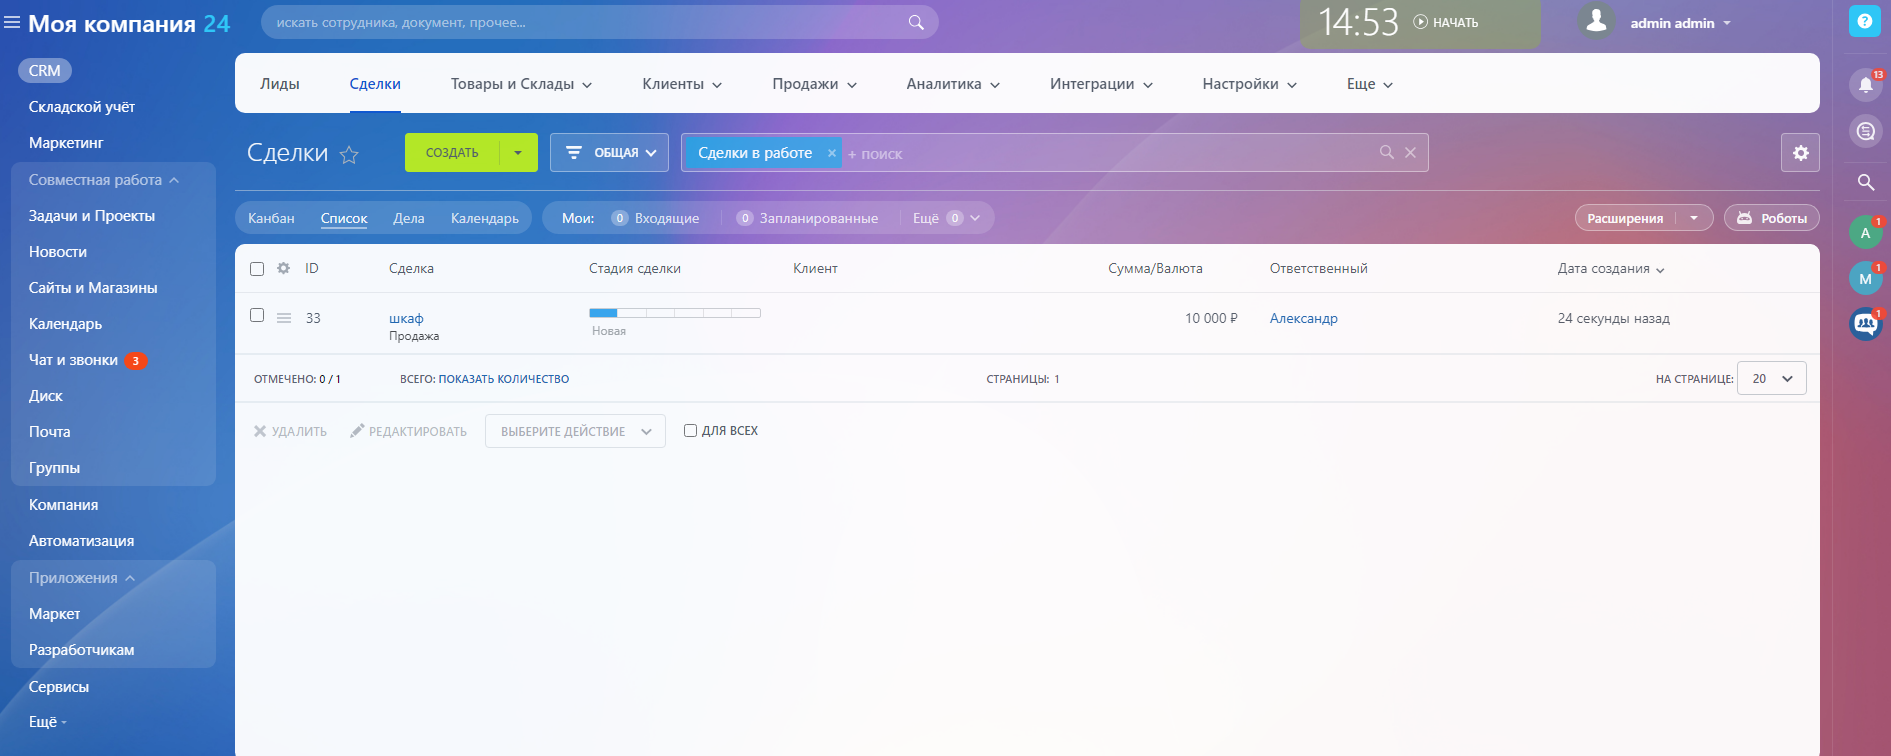 Моя компания 24
искать сотрудника, документ, прочее...
14:53 НАЧАТЬ
admin admin
?
CRM
Складской учёт
Маркетинг
Совместная работа
Задачи и Проекты
Новости
Сайты и Магазины
Календарь
Чат и звонки 3
Диск
Почта
Группы
Компания
Автоматизация
Приложения
Маркет
Разработчикам
Сервисы
Ещё
Лиды Сделки Товары и Склады Клиенты Продажи Аналитика Интеграции Настройки Еще
Сделки СОЗДАТЬ ОБЩАЯ Сделки в работе × + поиск
Канбан Список Дела Календарь Мои: 0 Входящие 0 Запланированные Ещё 0 Расширения Роботы
ID Сделка Стадия сделки Клиент Сумма/Валюта Ответственный Дата создания
33 шкаф 10 000 ₽ Александр 24 секунды назад
Продажа Новая
ОТМЕЧЕНО: 0 / 1 ВСЕГО: ПОКАЗАТЬ КОЛИЧЕСТВО СТРАНИЦЫ: 1 НА СТРАНИЦЕ: 20
УДАЛИТЬ РЕДАКТИРОВАТЬ ВЫБЕРИТЕ ДЕЙСТВИЕ ДЛЯ ВСЕХ
13
A 1
M 1
1